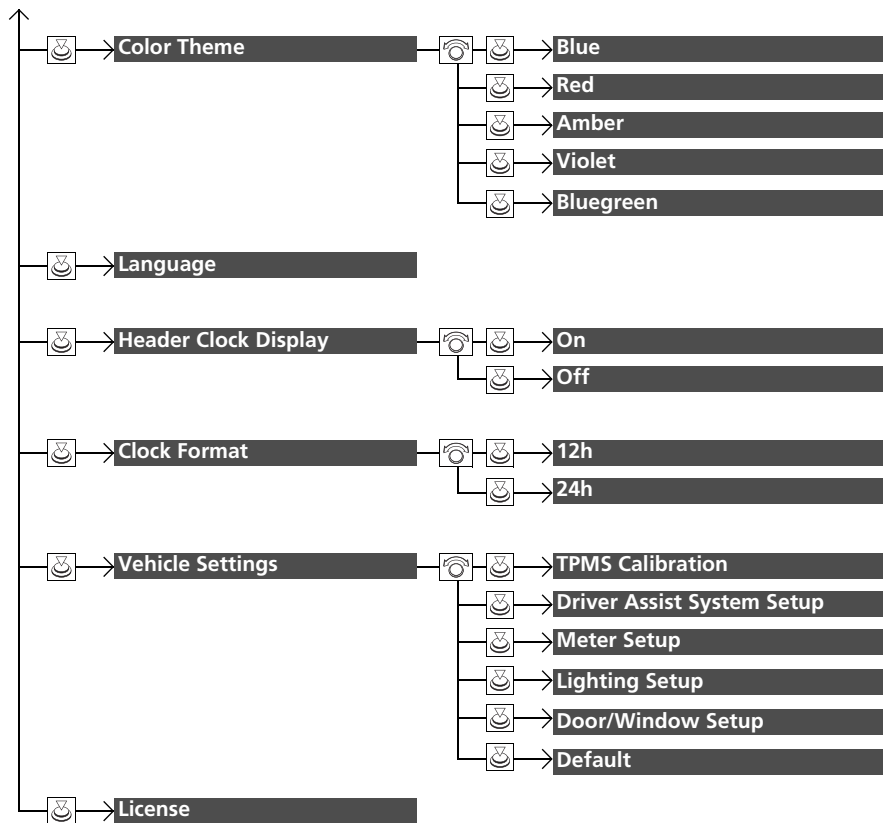 Color Theme
Blue
Red
Amber
Violet
Bluegreen
Language
Header Clock Display
On
Off
Clock Format
12h
24h
Vehicle Settings
TPMS Calibration
Driver Assist System Setup
Meter Setup
Lighting Setup
Door/Window Setup
Default
License